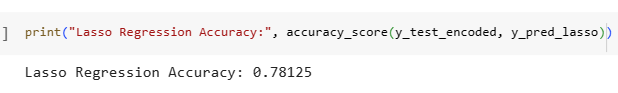 ] print("Lasso Regression Accuracy:", accuracy_score(y_test_encoded, y_pred_lasso))
Lasso Regression Accuracy: 0.78125